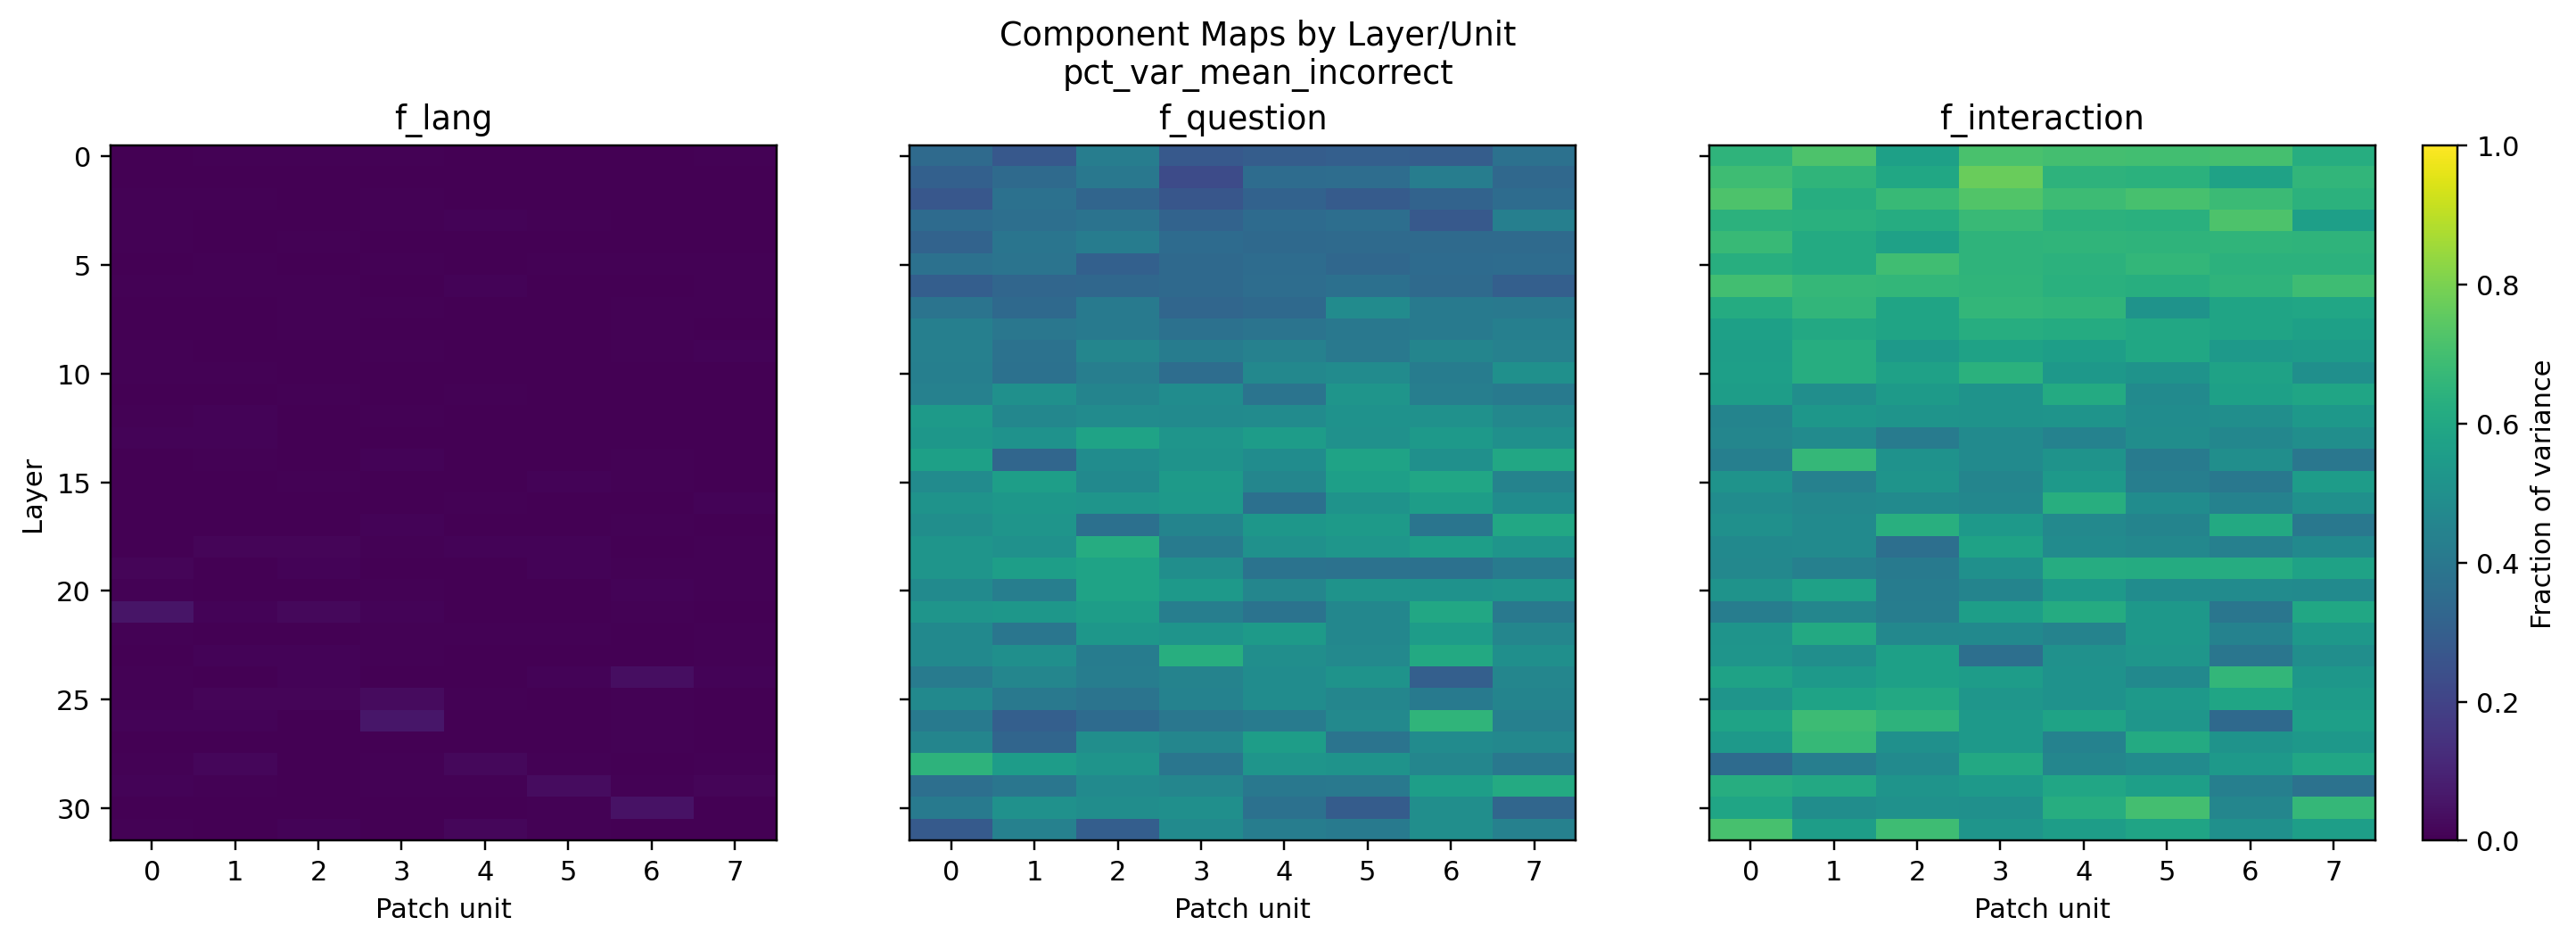 Component Maps by Layer/Unit
pct_var_mean_incorrect
f_lang
f_question
f_interaction
0
5
10
15
20
25
30
Layer
0 1 2 3 4 5 6 7
Patch unit
0 1 2 3 4 5 6 7
Patch unit
0 1 2 3 4 5 6 7
Patch unit
1.0
0.8
0.6
0.4
0.2
0.0
Fraction of variance